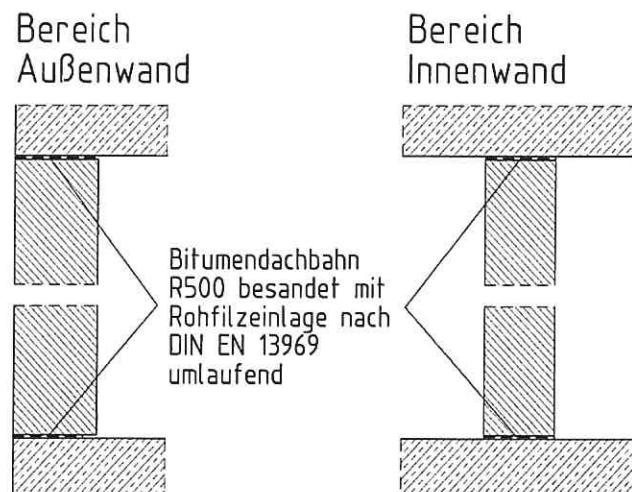 Bereich
Außenwand
Bereich
Innenwand
Bitumendachbahn
R500 besandet mit
Rohfilzeinlage nach
DIN EN 13969
umlaufend